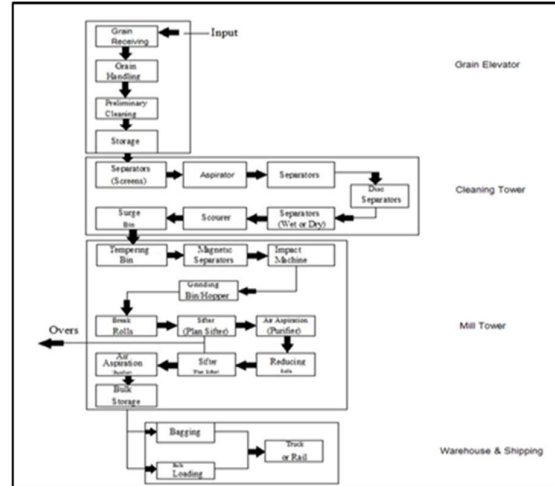 Grain
Receiving
Input
Grain Elevator
Grain
Handling
Preliminary
Cleaning
Storage
Separators
(Screens)
Aspirator
Separators
Disc
Separators
Cleaning Tower
Surge
Bin
Scourer
Separators
(Wet or Dry)
Tempering
Bin
Magnetic
Separators
Impact
Machine
Grinding
Bin/Hopper
Break
Rolls
Sifter
(Plan Sifter)
Air Aspiration
(Purifier)
Mill Tower
Overs
Air
Aspiration
Sifter
Plan Sifter
Reducing
Rolls
Bulk
Storage
Bagging
Truck
or Rail
Warehouse & Shipping
Bulk
Loading